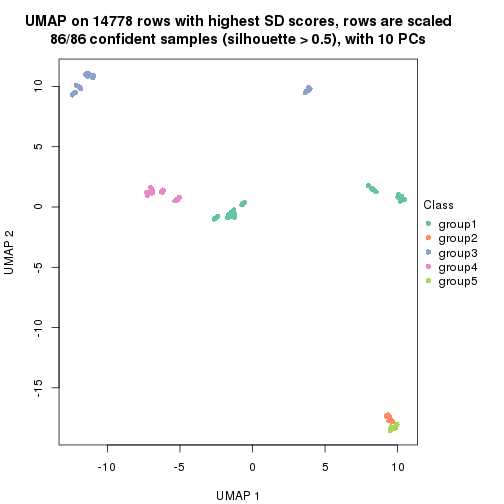 UMAP on 14778 rows with highest SD scores, rows are scaled
86/86 confident samples (silhouette > 0.5), with 10 PCs
10
5
0
-5
-10
-15
UMAP 2
-10
-5
0
5
10
UMAP 1
Class
group1
group2
group3
group4
group5